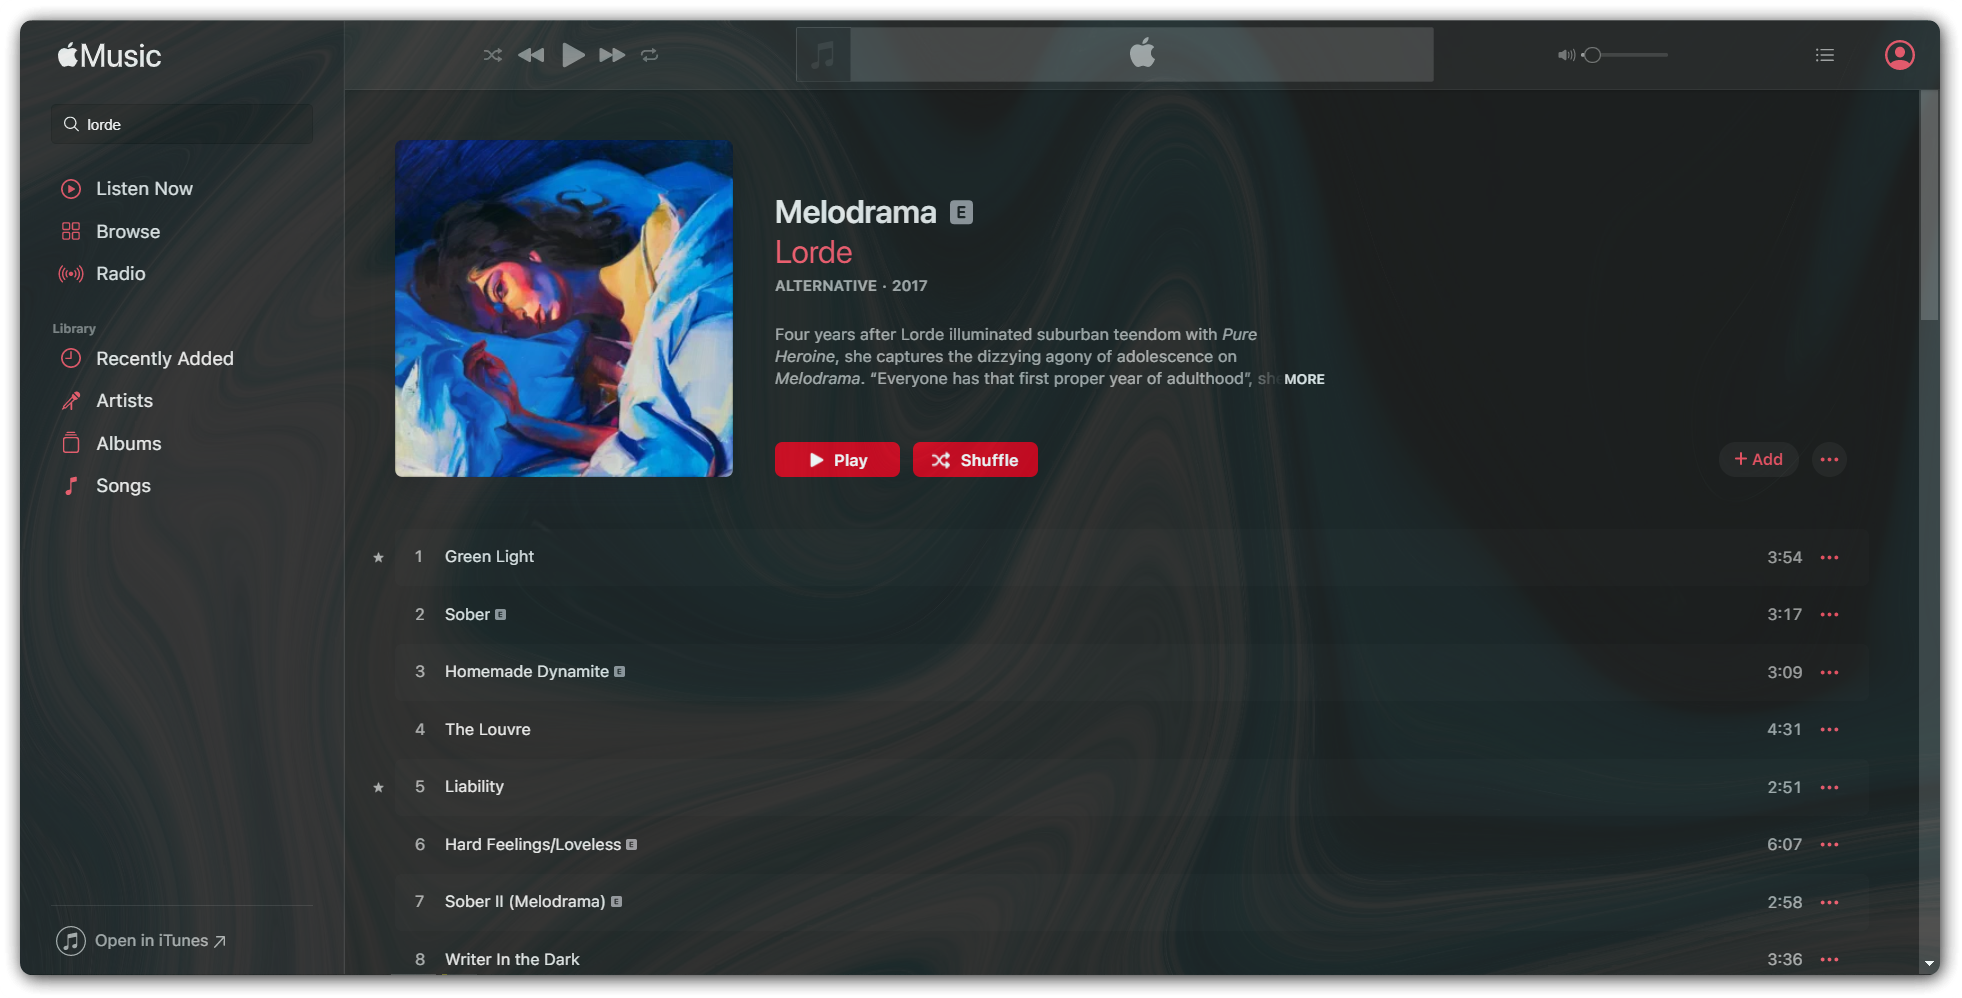 Music
lorde
Listen Now
Browse
Radio
Library
Recently Added
Artists
Albums
Songs
Open in iTunes
Melodrama E
Lorde
ALTERNATIVE · 2017
Four years after Lorde illuminated suburban teendom with Pure
Heroine, she captures the dizzying agony of adolescence on
Melodrama. “Everyone has that first proper year of adulthood”, she MORE
Play
Shuffle
+ Add
1 Green Light 3:54
2 Sober E 3:17
3 Homemade Dynamite E 3:09
4 The Louvre 4:31
5 Liability 2:51
6 Hard Feelings/Loveless E 6:07
7 Sober II (Melodrama) E 2:58
8 Writer In the Dark 3:36